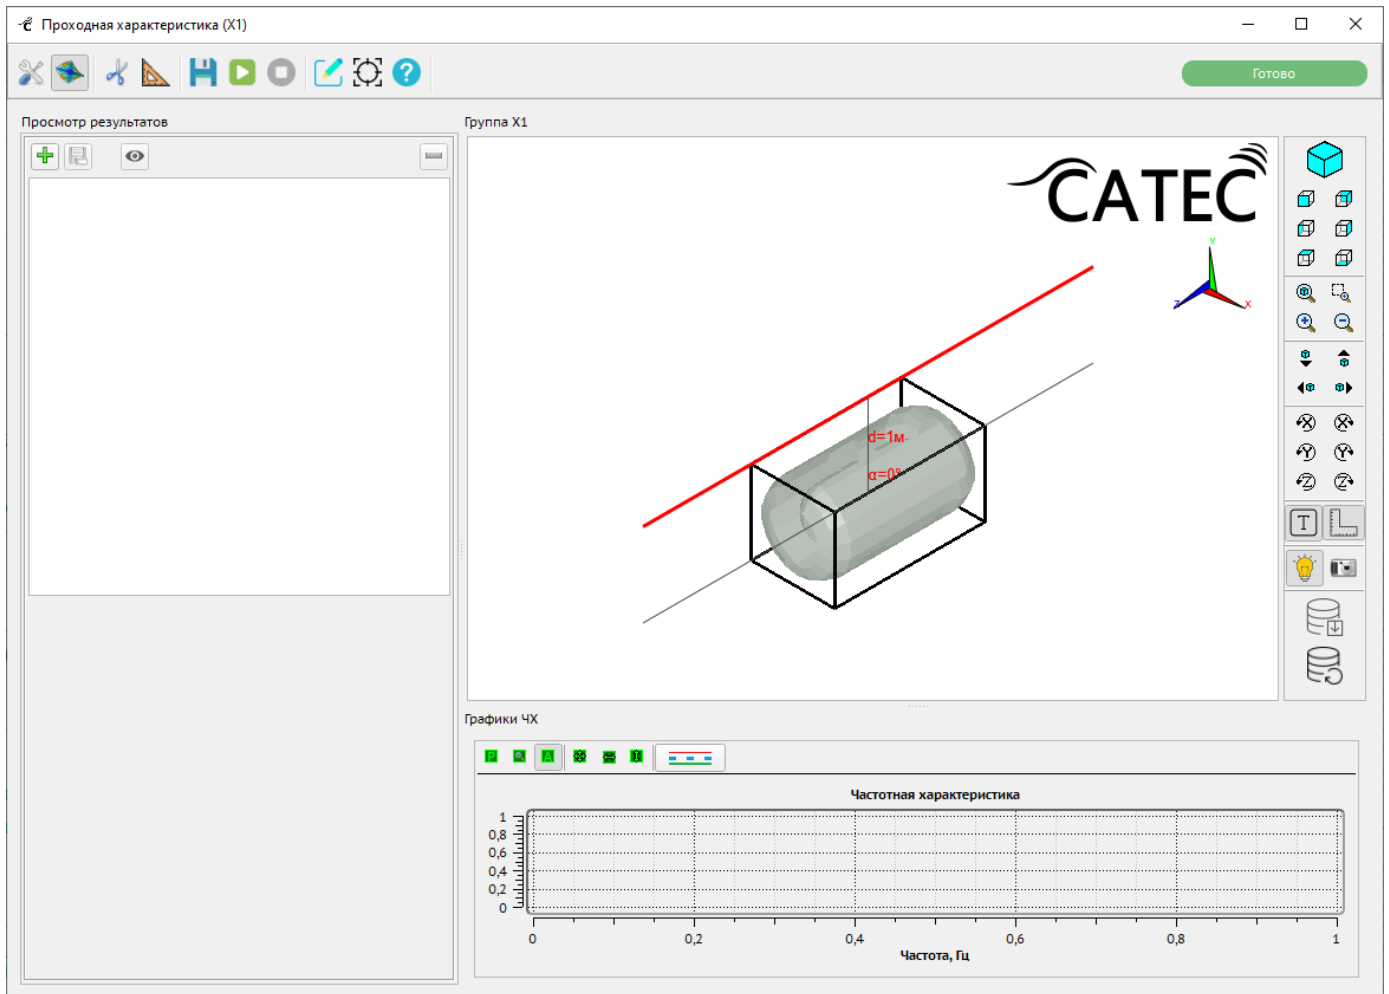 Проходная характеристика (X1)
Готово
Просмотр результатов
Группа X1
CATEC
Y
Z
X
d=1м
α=0°
X
X
Y
Y
Z
Z
T
Графики ЧХ
P
A
Частотная характеристика
1
0,8
0,6
0,4
0,2
0
0
0,2
0,4
0,6
0,8
1
Частота, Гц